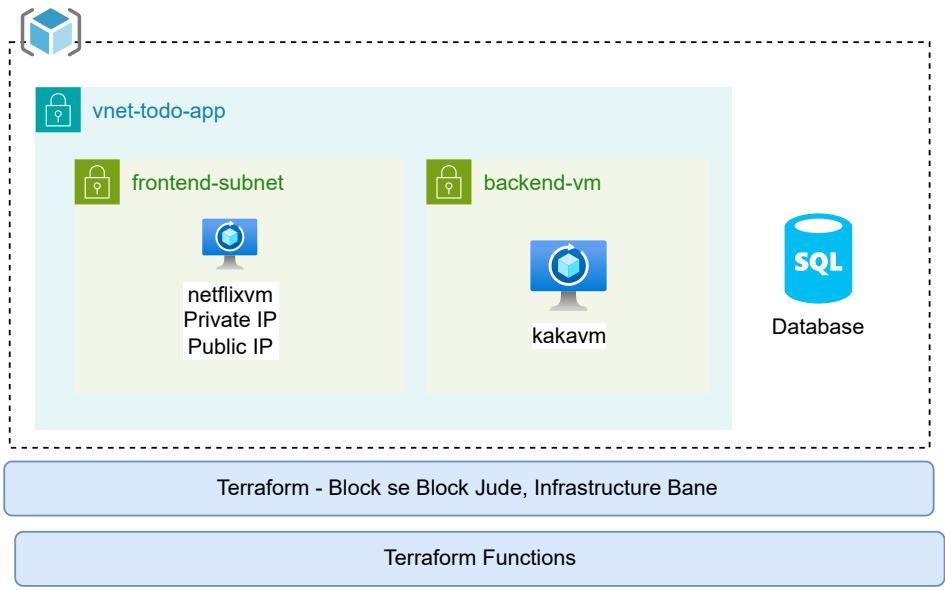 vnet-todo-app
frontend-subnet
backend-vm
netflixvm
Private IP
Public IP
kakavm
SQL
Database
Terraform - Block se Block Jude, Infrastructure Bane
Terraform Functions